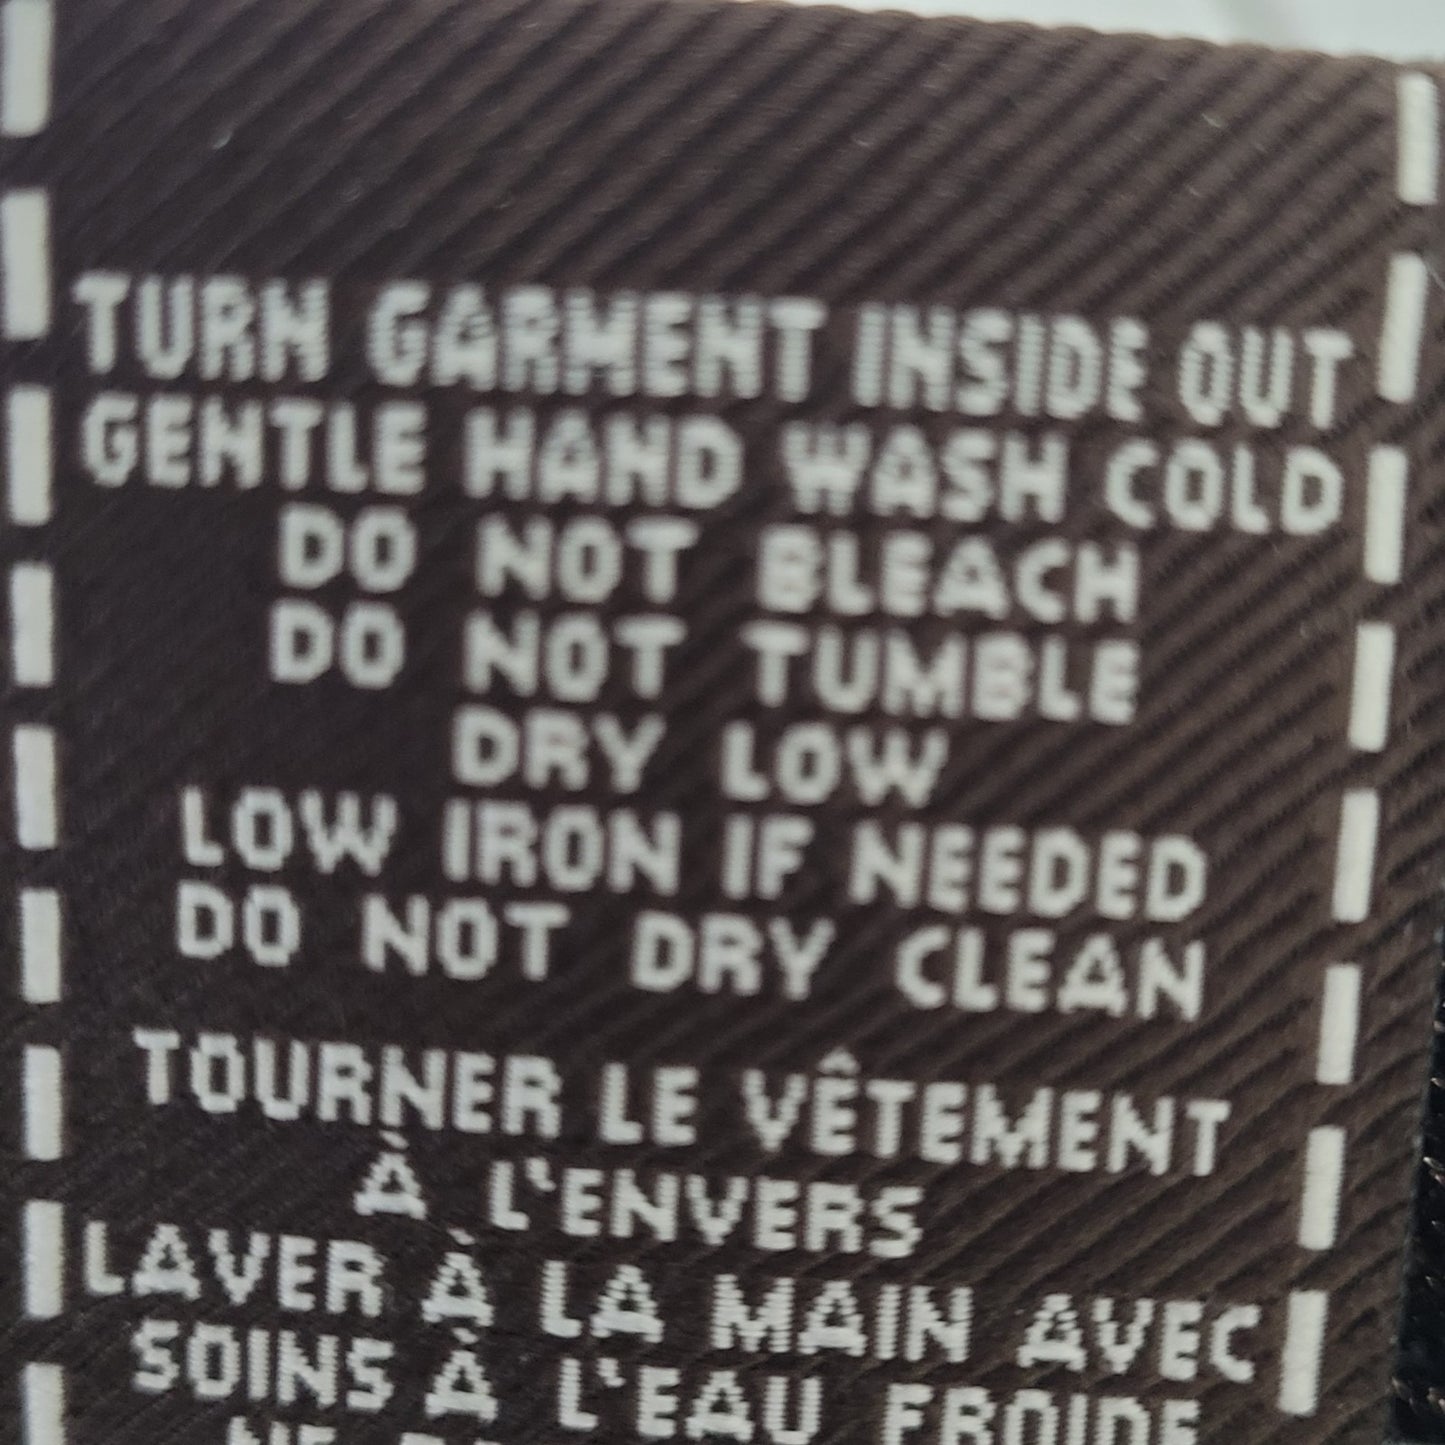 TURN GARMENT INSIDE OUT
GENTLE HAND WASH COLD
DO NOT BLEACH
DO NOT TUMBLE
DRY LOW
LOW IRON IF NEEDED
DO NOT DRY CLEAN
TOURNER LE VÊTEMENT
À L'ENVERS
LAVER À LA MAIN AVEC
SOINS À L'EAU FROIDE
NE